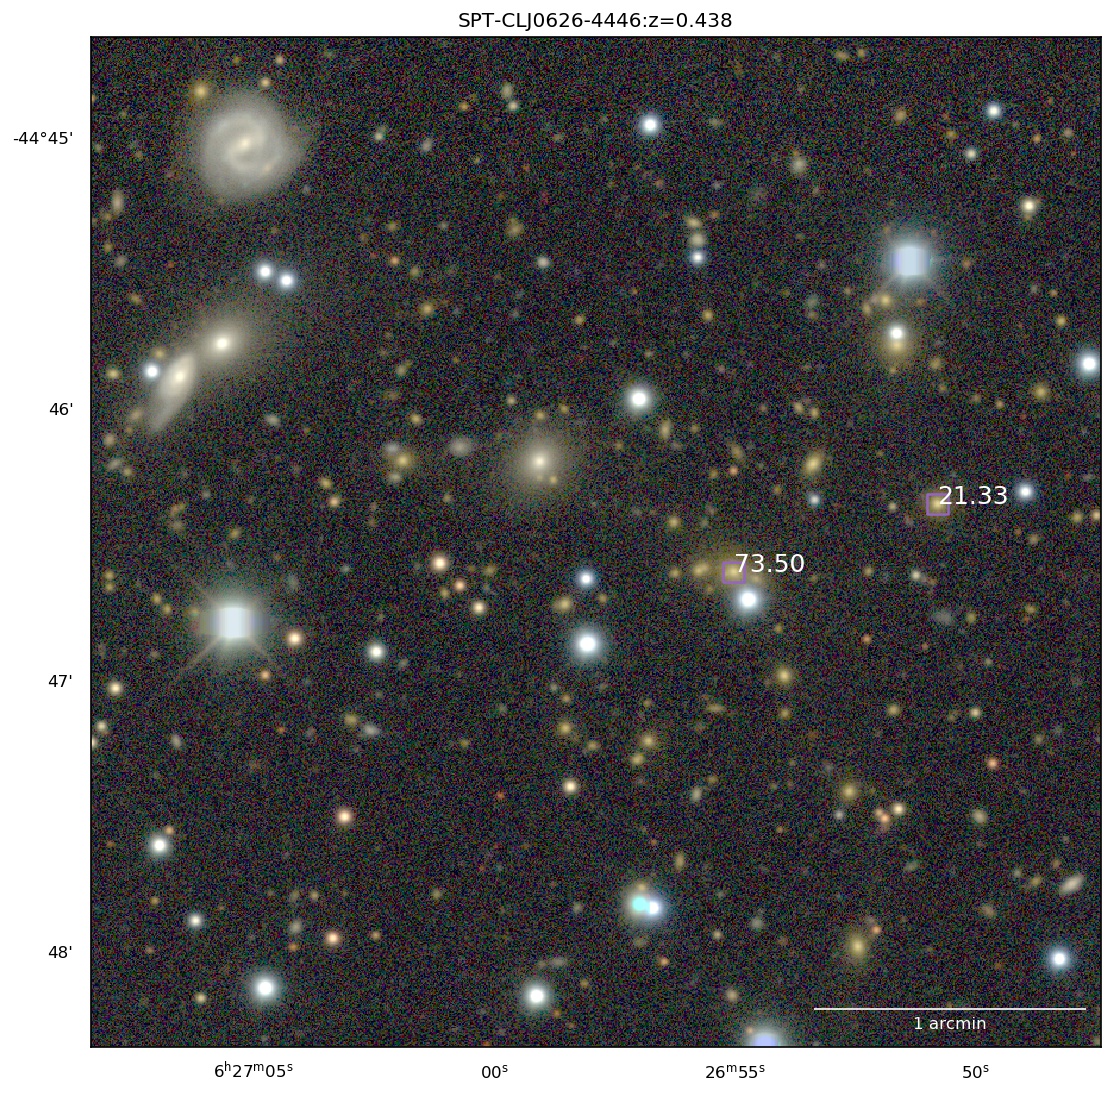 SPT-CLJ0626-4446:z=0.438
-44°45'
46'
21.33
73.50
47'
48'
1 arcmin
6ʰ27ᵐ05ˢ
00ˢ
26ᵐ55ˢ
50ˢ